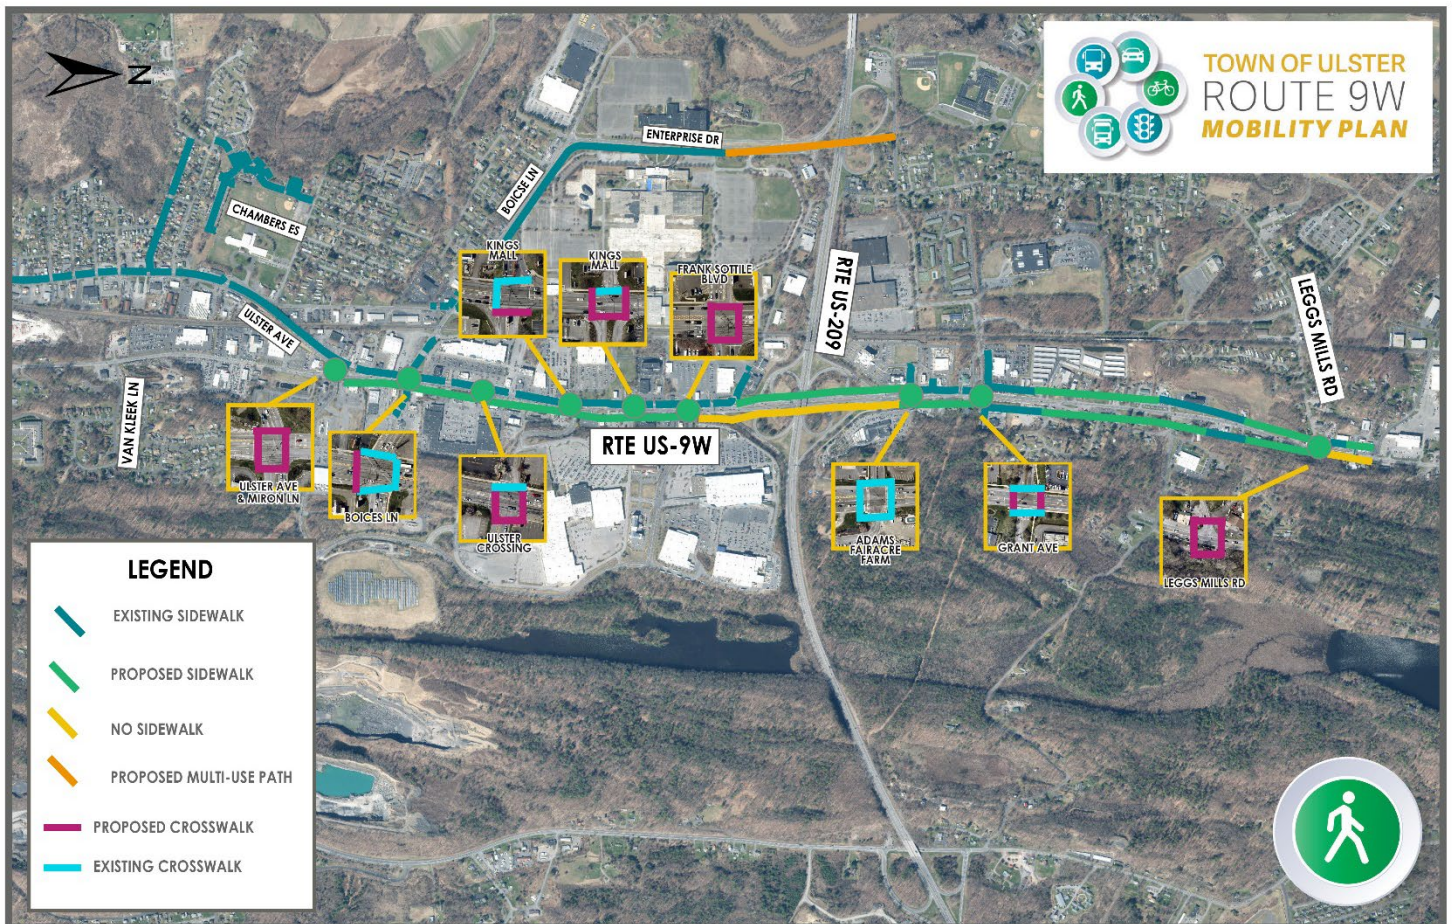 N
TOWN OF ULSTER
ROUTE 9W
MOBILITY PLAN
ENTERPRISE DR
BOICSE LN
CHAMBERS ES
KINGS
MALL
KINGS
MALL
FRANK SOTTILE
BLVD
RTE US-209
LEGGS MILLS RD
ULSTER AVE
VAN KLEEK LN
RTE US-9W
ULSTER AVE
& MIRON LN
BOICES LN
ULSTER
CROSSING
ADAMS
FAIRACRE
FARM
GRANT AVE
LEGGS MILLS RD
LEGEND
EXISTING SIDEWALK
PROPOSED SIDEWALK
NO SIDEWALK
PROPOSED MULTI-USE PATH
PROPOSED CROSSWALK
EXISTING CROSSWALK